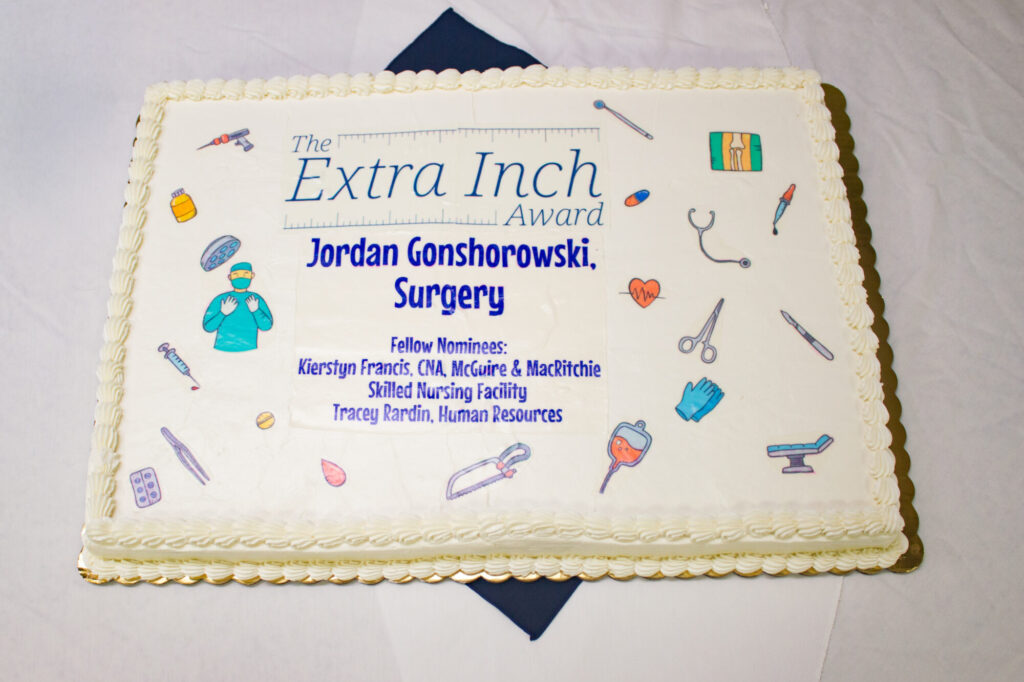 The
Extra Inch
Award
Jordan Gonshorowski,
Surgery
Fellow Nominees:
Kierstyn Francis, CNA, McGuire & MacRitchie
Skilled Nursing Facility
Tracey Rardin, Human Resources